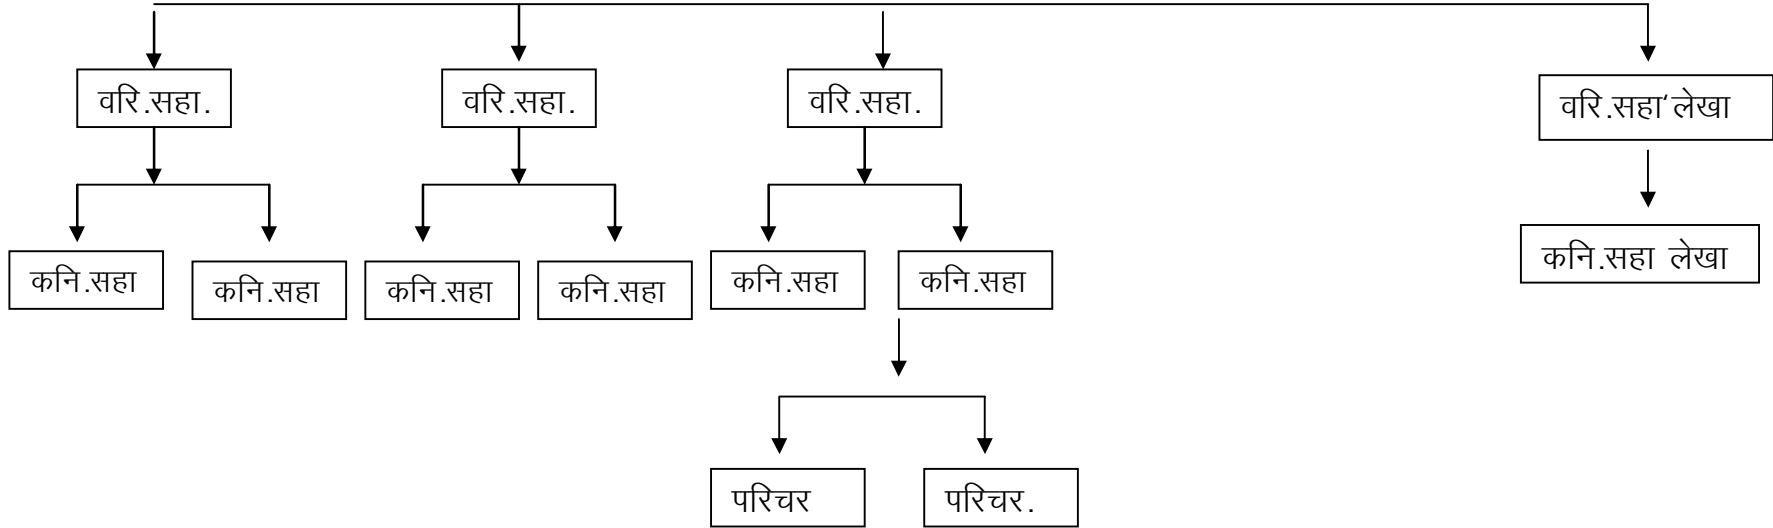 वरि.सहा.
वरि.सहा.
वरि.सहा.
वरि.सहा’लेखा
कनि.सहा
कनि.सहा
कनि.सहा
कनि.सहा
कनि.सहा
कनि.सहा
कनि.सहा लेखा
परिचर
परिचर.